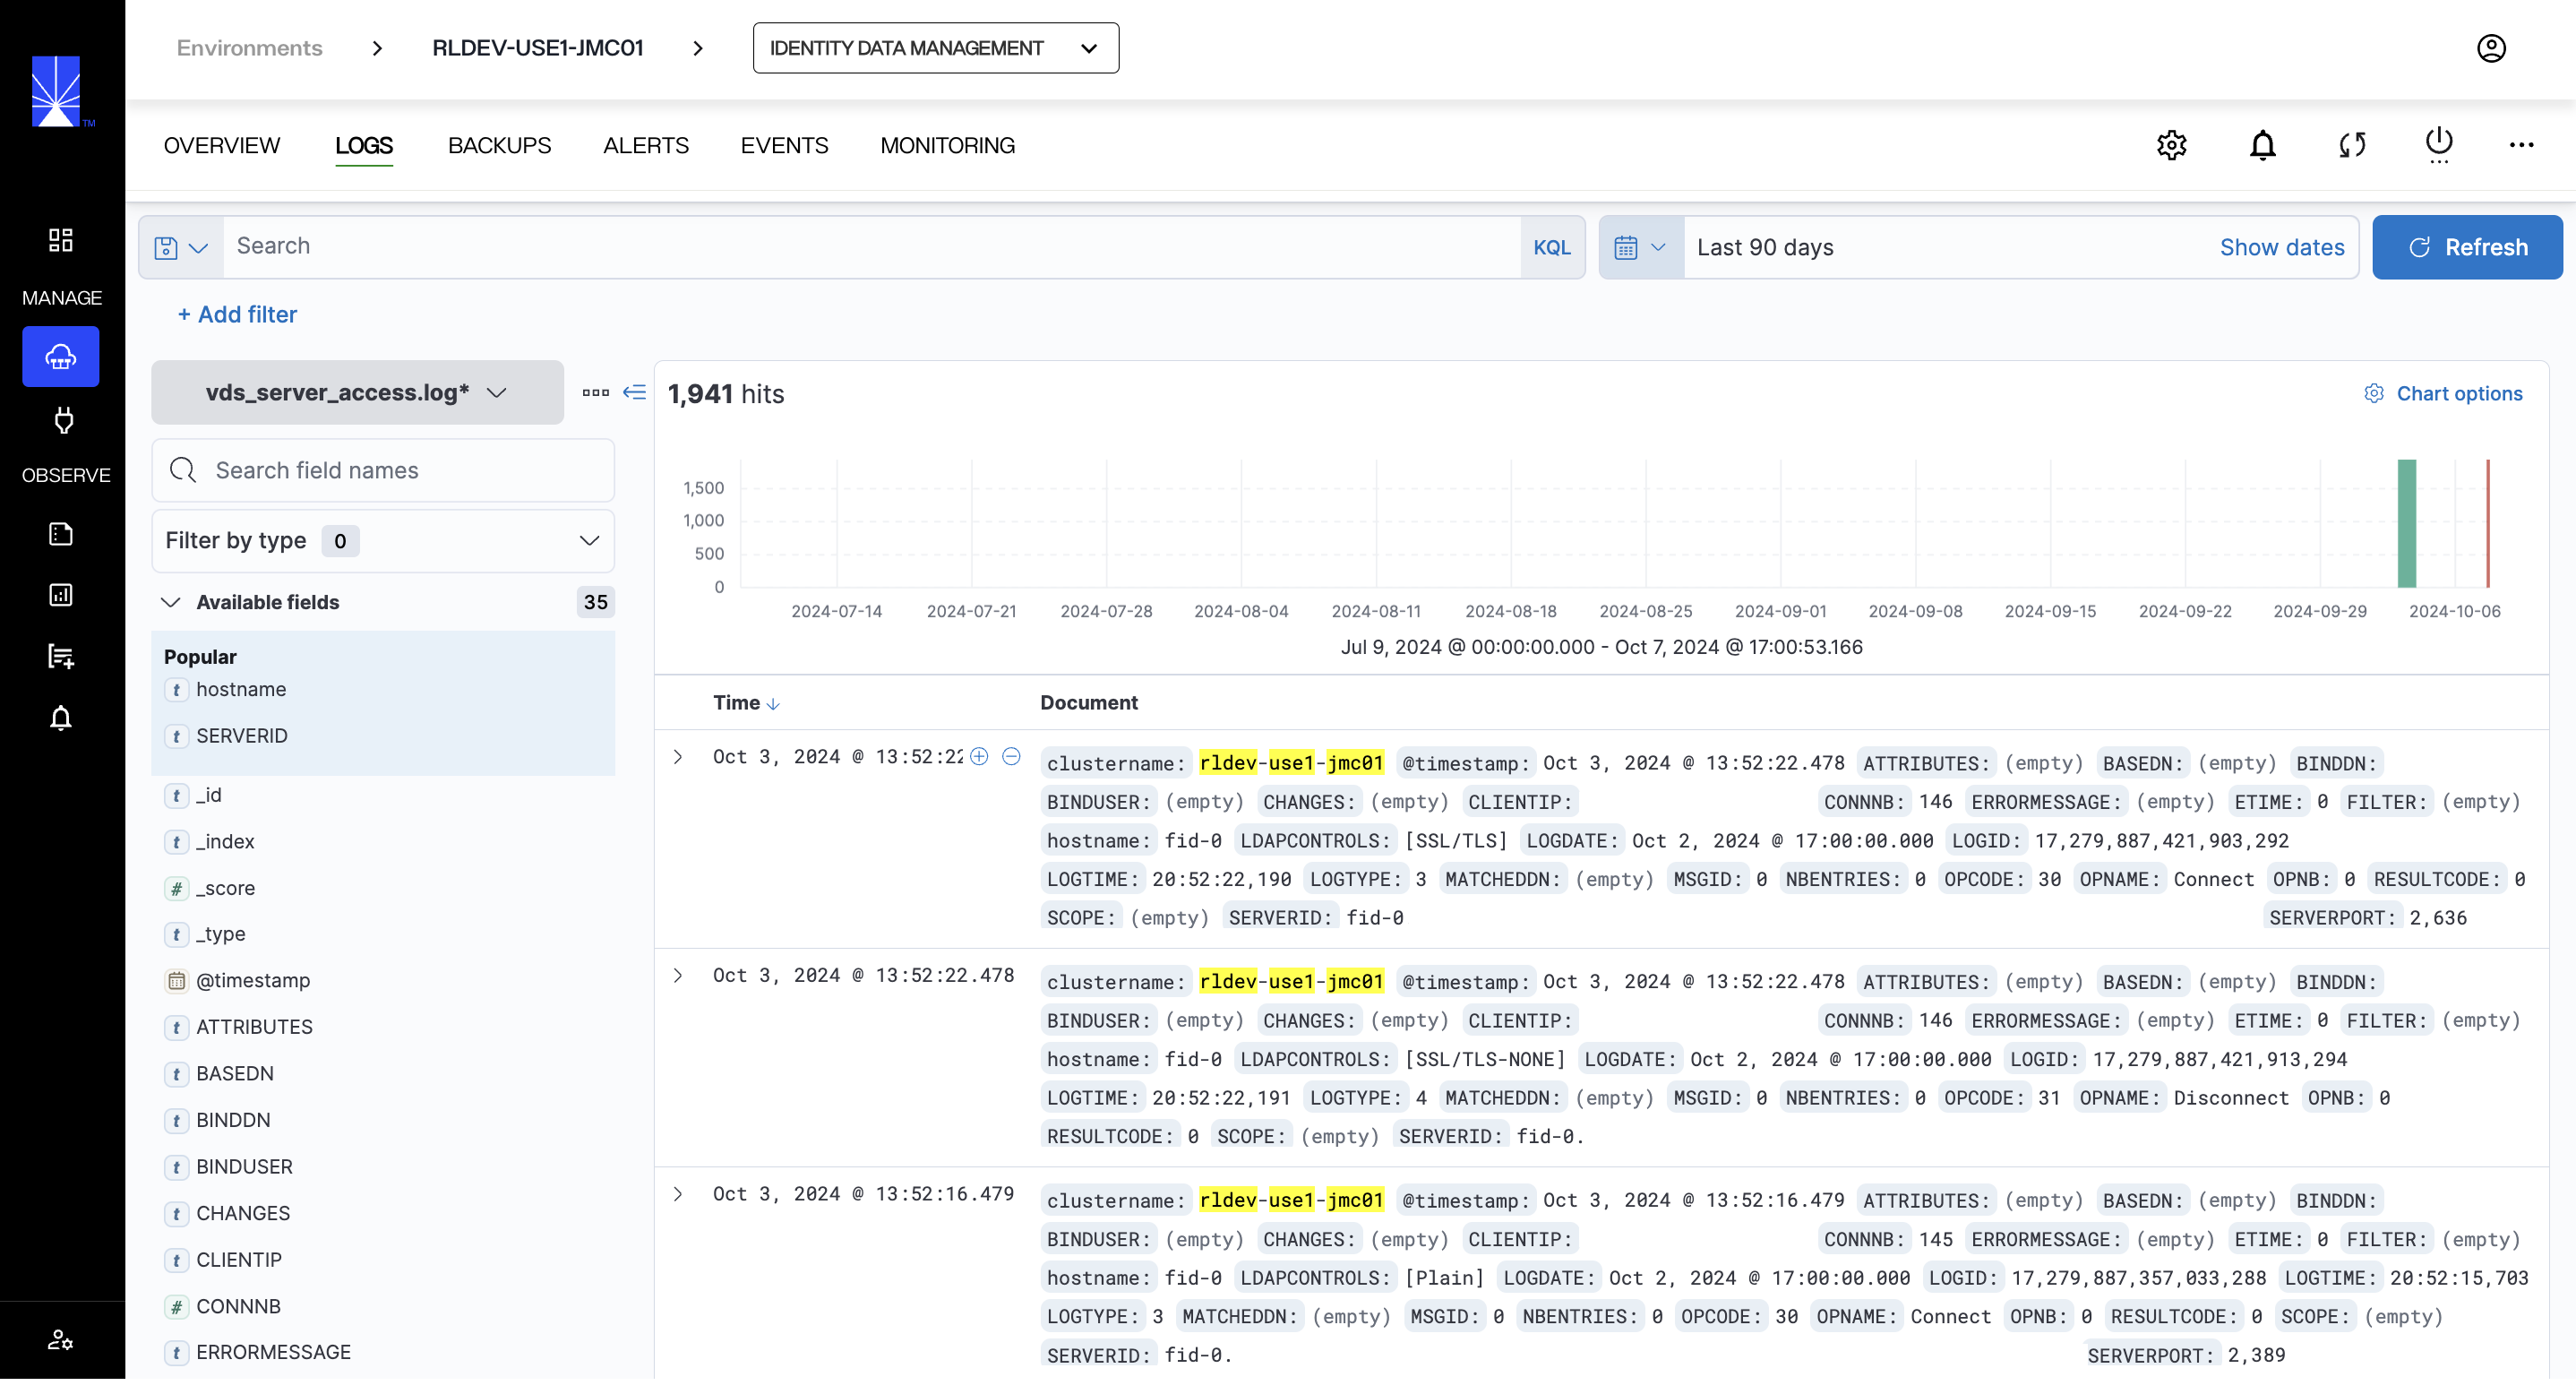 Environments > RLDEV-USE1-JMC01 > IDENTITY DATA MANAGEMENT
TM
OVERVIEW LOGS BACKUPS ALERTS EVENTS MONITORING
Search KQL Last 90 days Show dates Refresh
MANAGE
+ Add filter
OBSERVE
vds_server_access.log*
Search field names
Filter by type 0
Available fields 35
Popular
t hostname
t SERVERID
t _id
t _index
# _score
t _type
@timestamp
t ATTRIBUTES
t BASEDN
t BINDDN
t BINDUSER
t CHANGES
t CLIENTIP
# CONNNB
t ERRORMESSAGE
1,941 hits Chart options
1,500
1,000
500
0
2024-07-14 2024-07-21 2024-07-28 2024-08-04 2024-08-11 2024-08-18 2024-08-25 2024-09-01 2024-09-08 2024-09-15 2024-09-22 2024-09-29 2024-10-06
Jul 9, 2024 @ 00:00:00.000 - Oct 7, 2024 @ 17:00:53.166
Time Document
Oct 3, 2024 @ 13:52:22 clustername: rldev-use1-jmc01 @timestamp: Oct 3, 2024 @ 13:52:22.478 ATTRIBUTES: (empty) BASEDN: (empty) BINDDN:
BINDUSER: (empty) CHANGES: (empty) CLIENTIP: CONNNB: 146 ERRORMESSAGE: (empty) ETIME: 0 FILTER: (empty)
hostname: fid-0 LDAPCONTROLS: [SSL/TLS] LOGDATE: Oct 2, 2024 @ 17:00:00.000 LOGID: 17,279,887,421,903,292
LOGTIME: 20:52:22,190 LOGTYPE: 3 MATCHEDDN: (empty) MSGID: 0 NBENTRIES: 0 OPCODE: 30 OPNAME: Connect OPNB: 0 RESULTCODE: 0
SCOPE: (empty) SERVERID: fid-0 SERVERPORT: 2,636
Oct 3, 2024 @ 13:52:22.478 clustername: rldev-use1-jmc01 @timestamp: Oct 3, 2024 @ 13:52:22.478 ATTRIBUTES: (empty) BASEDN: (empty) BINDDN:
BINDUSER: (empty) CHANGES: (empty) CLIENTIP: CONNNB: 146 ERRORMESSAGE: (empty) ETIME: 0 FILTER: (empty)
hostname: fid-0 LDAPCONTROLS: [SSL/TLS-NONE] LOGDATE: Oct 2, 2024 @ 17:00:00.000 LOGID: 17,279,887,421,913,294
LOGTIME: 20:52:22,191 LOGTYPE: 4 MATCHEDDN: (empty) MSGID: 0 NBENTRIES: 0 OPCODE: 31 OPNAME: Disconnect OPNB: 0
RESULTCODE: 0 SCOPE: (empty) SERVERID: fid-0.
Oct 3, 2024 @ 13:52:16.479 clustername: rldev-use1-jmc01 @timestamp: Oct 3, 2024 @ 13:52:16.479 ATTRIBUTES: (empty) BASEDN: (empty) BINDDN:
BINDUSER: (empty) CHANGES: (empty) CLIENTIP: CONNNB: 145 ERRORMESSAGE: (empty) ETIME: 0 FILTER: (empty)
hostname: fid-0 LDAPCONTROLS: [Plain] LOGDATE: Oct 2, 2024 @ 17:00:00.000 LOGID: 17,279,887,357,033,288 LOGTIME: 20:52:15,703
LOGTYPE: 3 MATCHEDDN: (empty) MSGID: 0 NBENTRIES: 0 OPCODE: 30 OPNAME: Connect OPNB: 0 RESULTCODE: 0 SCOPE: (empty)
SERVERID: fid-0. SERVERPORT: 2,389